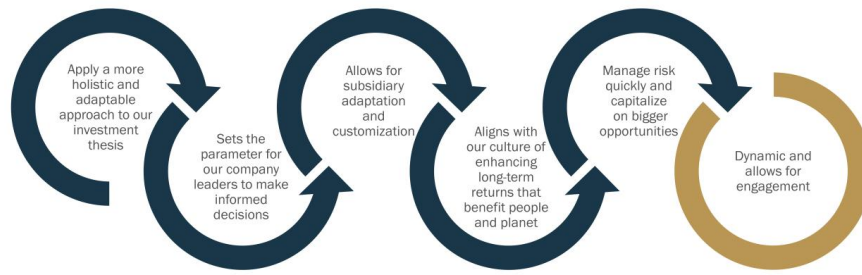 Apply a more
holistic and
adaptable
approach to our
investment
thesis
Sets the
parameter for
our company
leaders to make
informed
decisions
Allows for
subsidiary
adaptation
and
customization
Aligns with
our culture of
enhancing
long-term
returns that
benefit people
and planet
Manage risk
quickly and
capitalize
on bigger
opportunities
Dynamic and
allows for
engagement